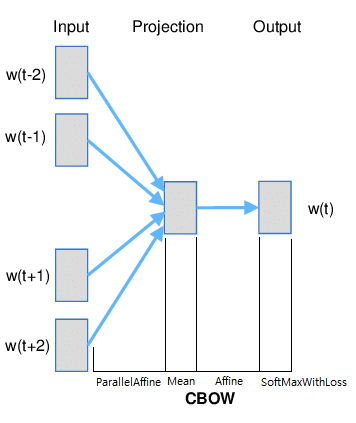 Input Projection Output
w(t-2)
w(t-1)
w(t)
w(t+1)
w(t+2)
ParallelAffine Mean Affine SoftMaxWithLoss
CBOW